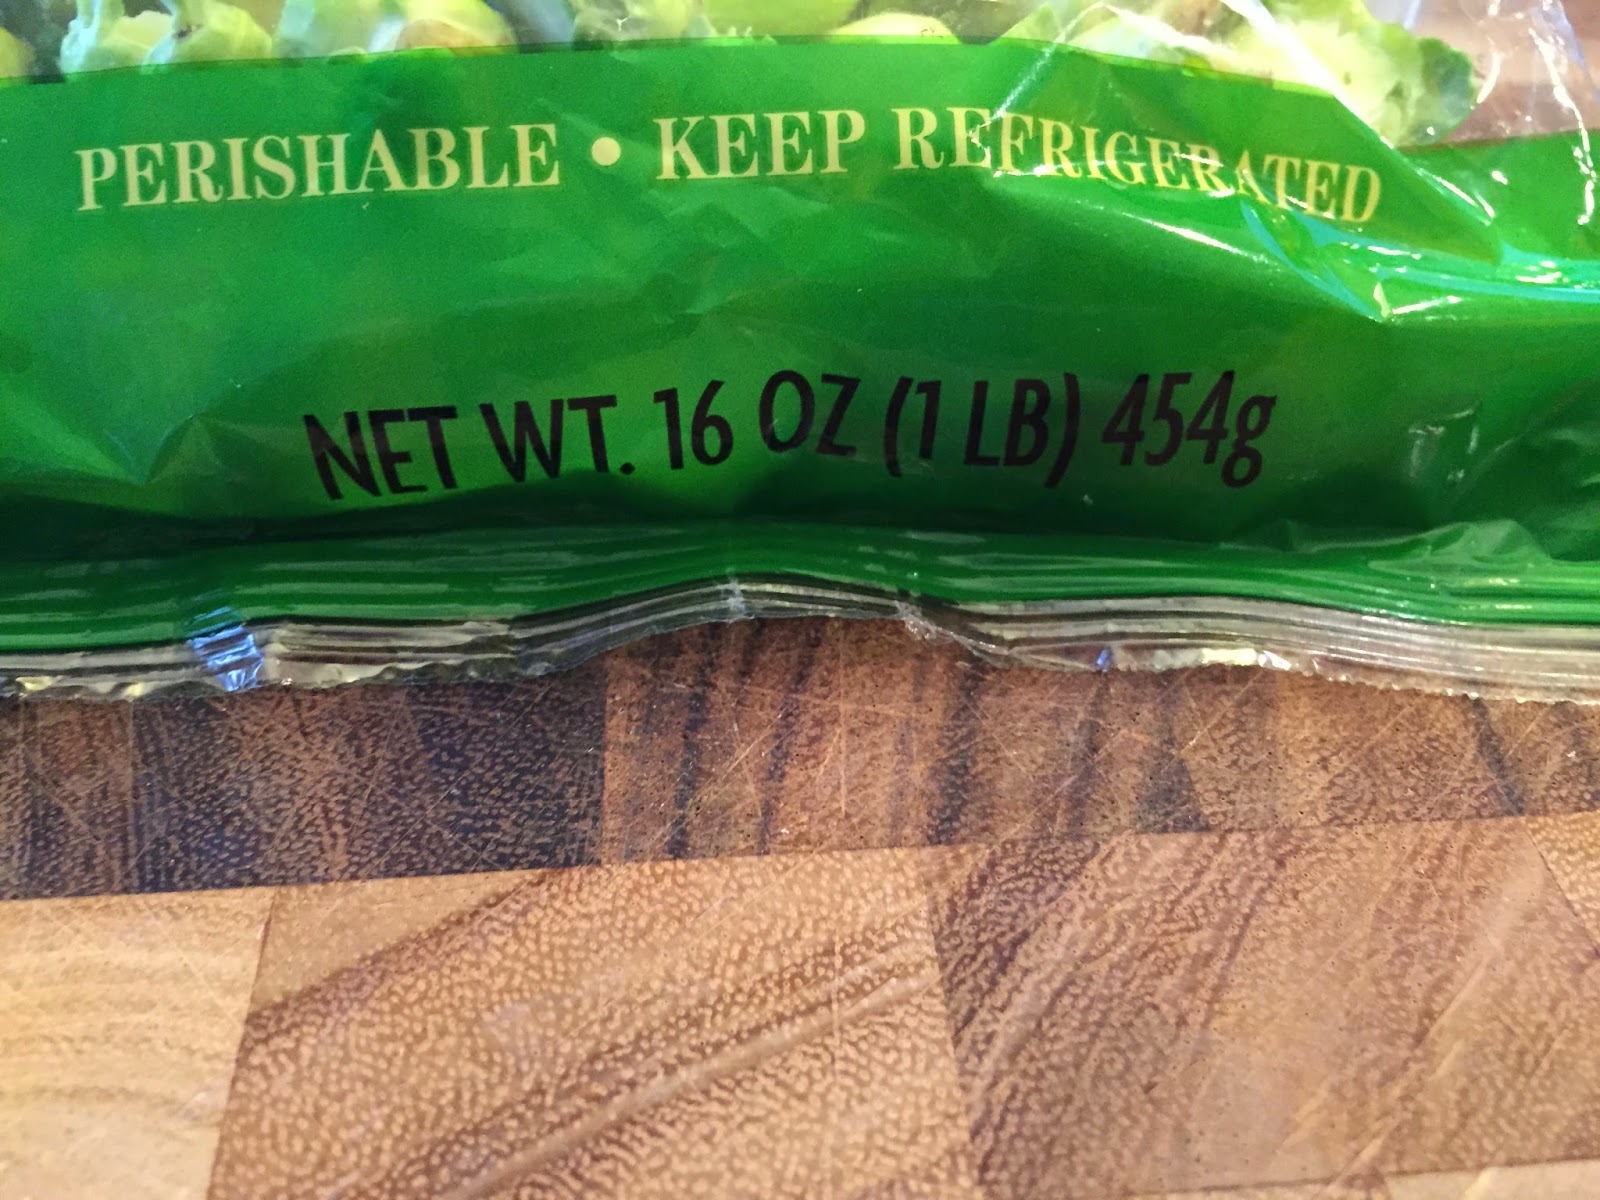 PERISHABLE • KEEP REFRIGERATED
NET WT. 16 OZ (1 LB) 454g